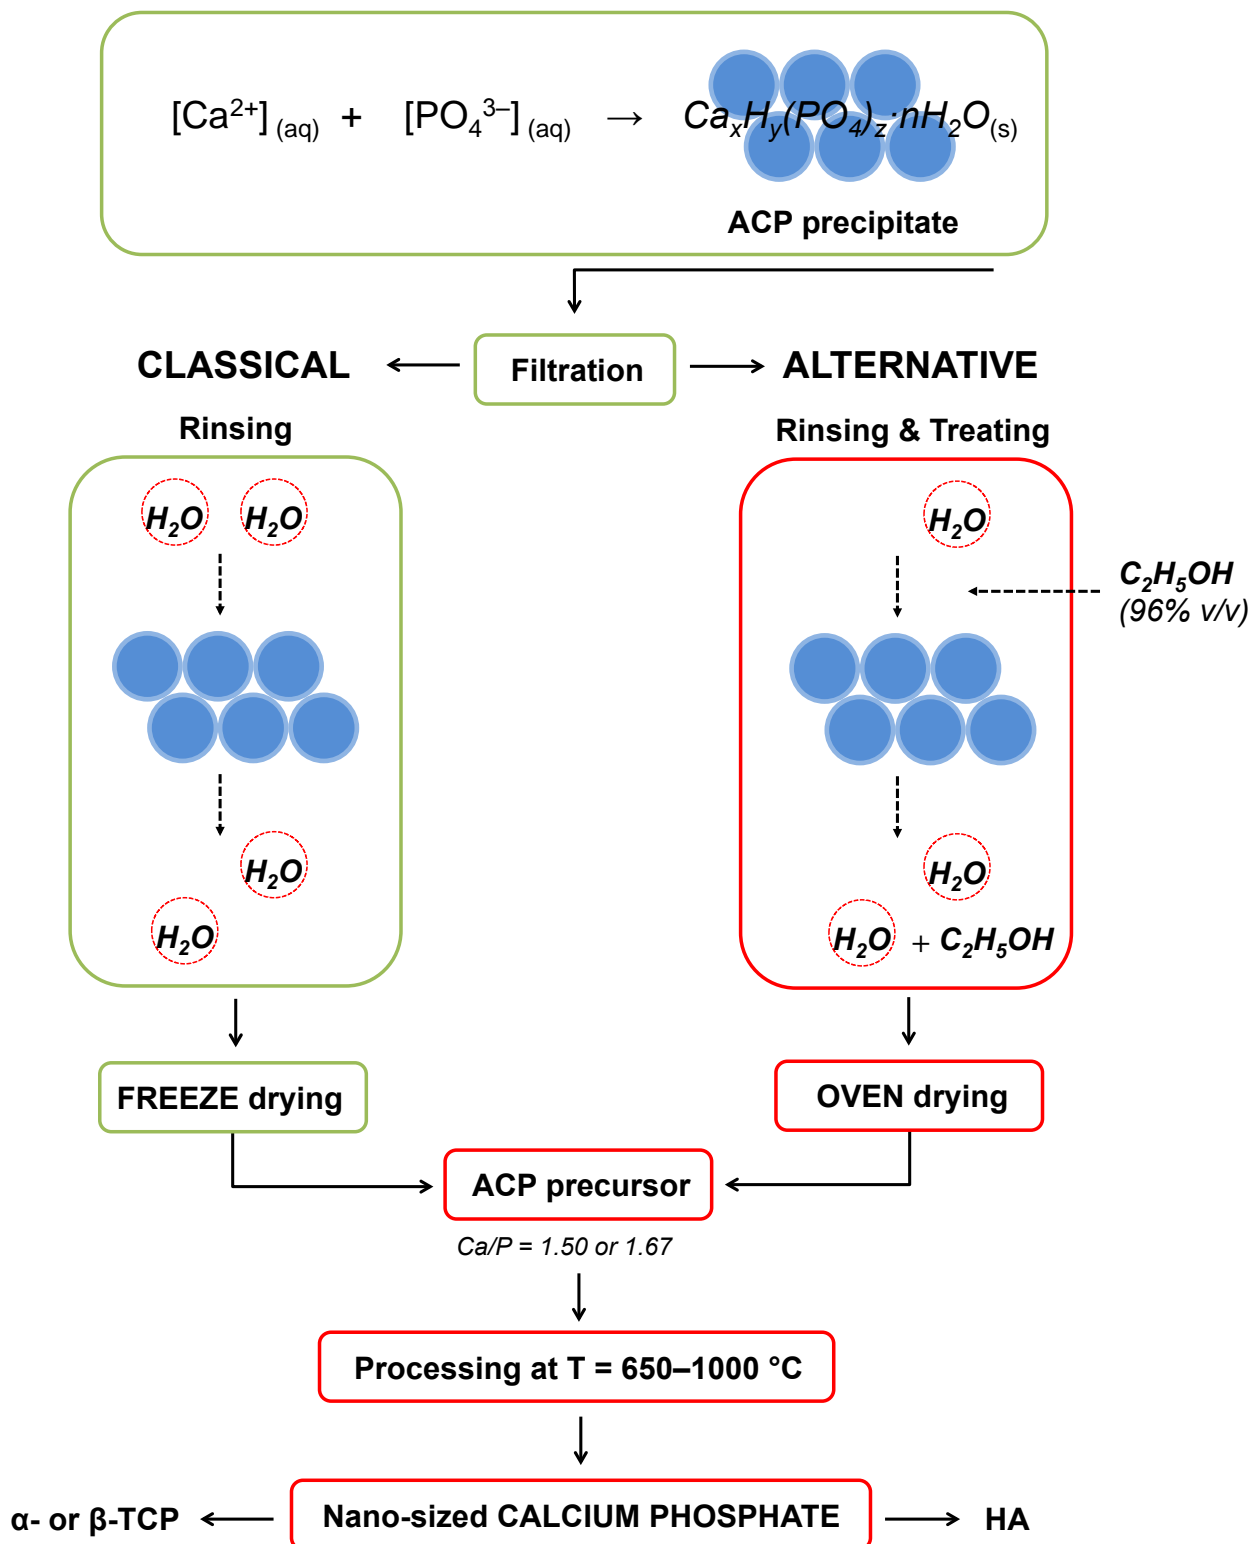 [Ca²⁺] (aq) + [PO₄³⁻] (aq) → CaₓHᵧ(PO₄)z·nH₂O(s)
ACP precipitate
CLASSICAL ← Filtration → ALTERNATIVE
Rinsing
Rinsing & Treating
H₂O H₂O
H₂O
C₂H₅OH
(96% v/v)
H₂O
H₂O
H₂O
H₂O + C₂H₅OH
FREEZE drying
OVEN drying
ACP precursor
Ca/P = 1.50 or 1.67
Processing at T = 650–1000 °C
α- or β-TCP ← Nano-sized CALCIUM PHOSPHATE → HA